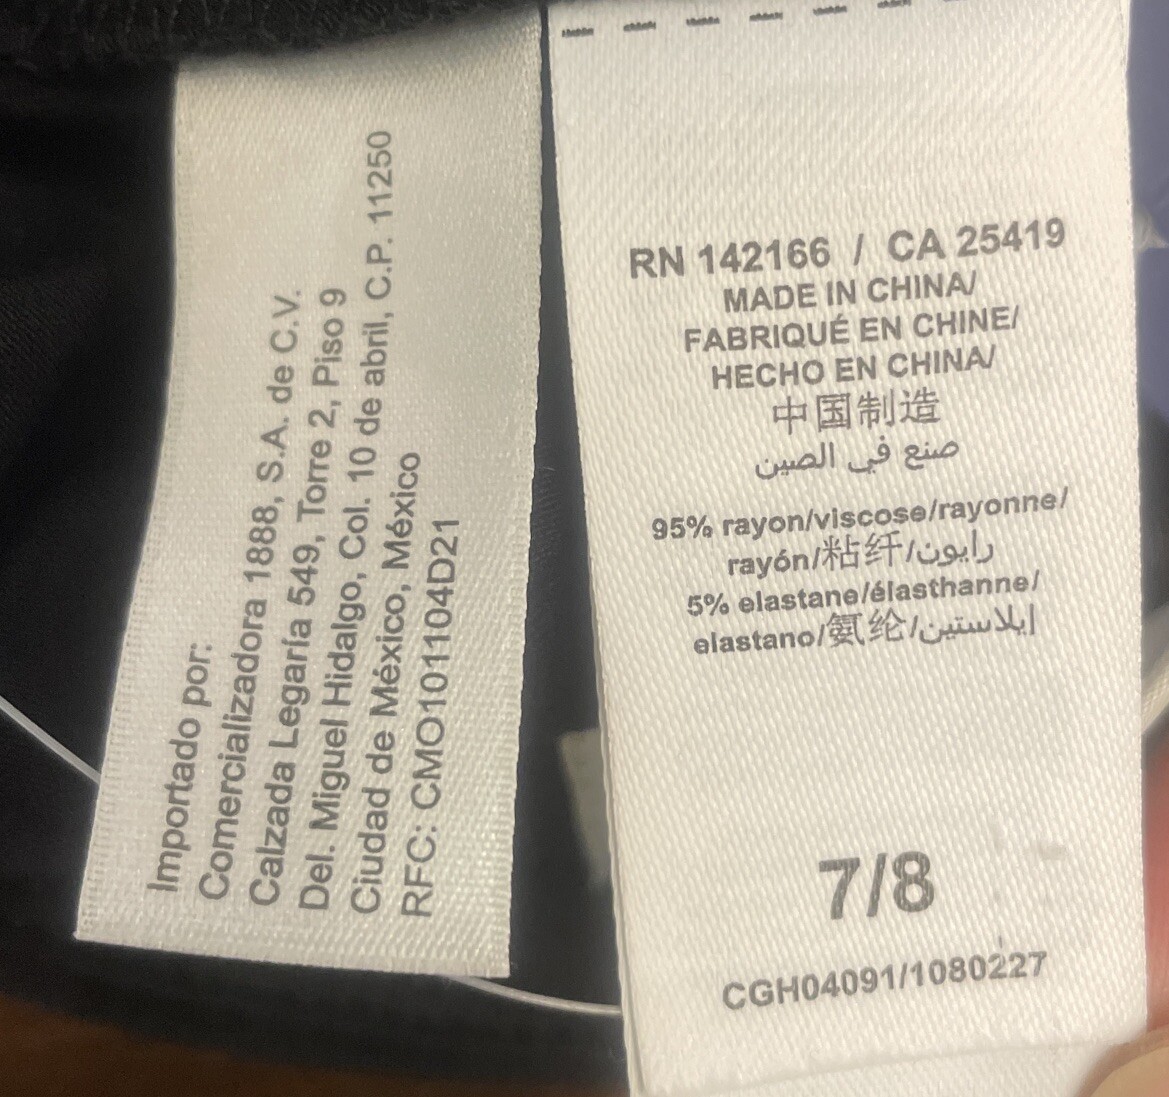 Importado por:
Comercializadora 1888, S.A. de C.V.
Calzada Legaría 549, Torre 2, Piso 9
Del. Miguel Hidalgo, Col. 10 de abril, C.P. 11250
Ciudad de México, México
RFC: CMO101104D21
RN 142166 / CA 25419
MADE IN CHINA/
FABRIQUÉ EN CHINE/
HECHO EN CHINA/
中国制造
صنع في الصين
95% rayon/viscose/rayonne/
rayón/粘纤/رايون
5% elastane/élasthanne/
elastano/氨纶/إيلاستين
7/8
CGH04091/1080227